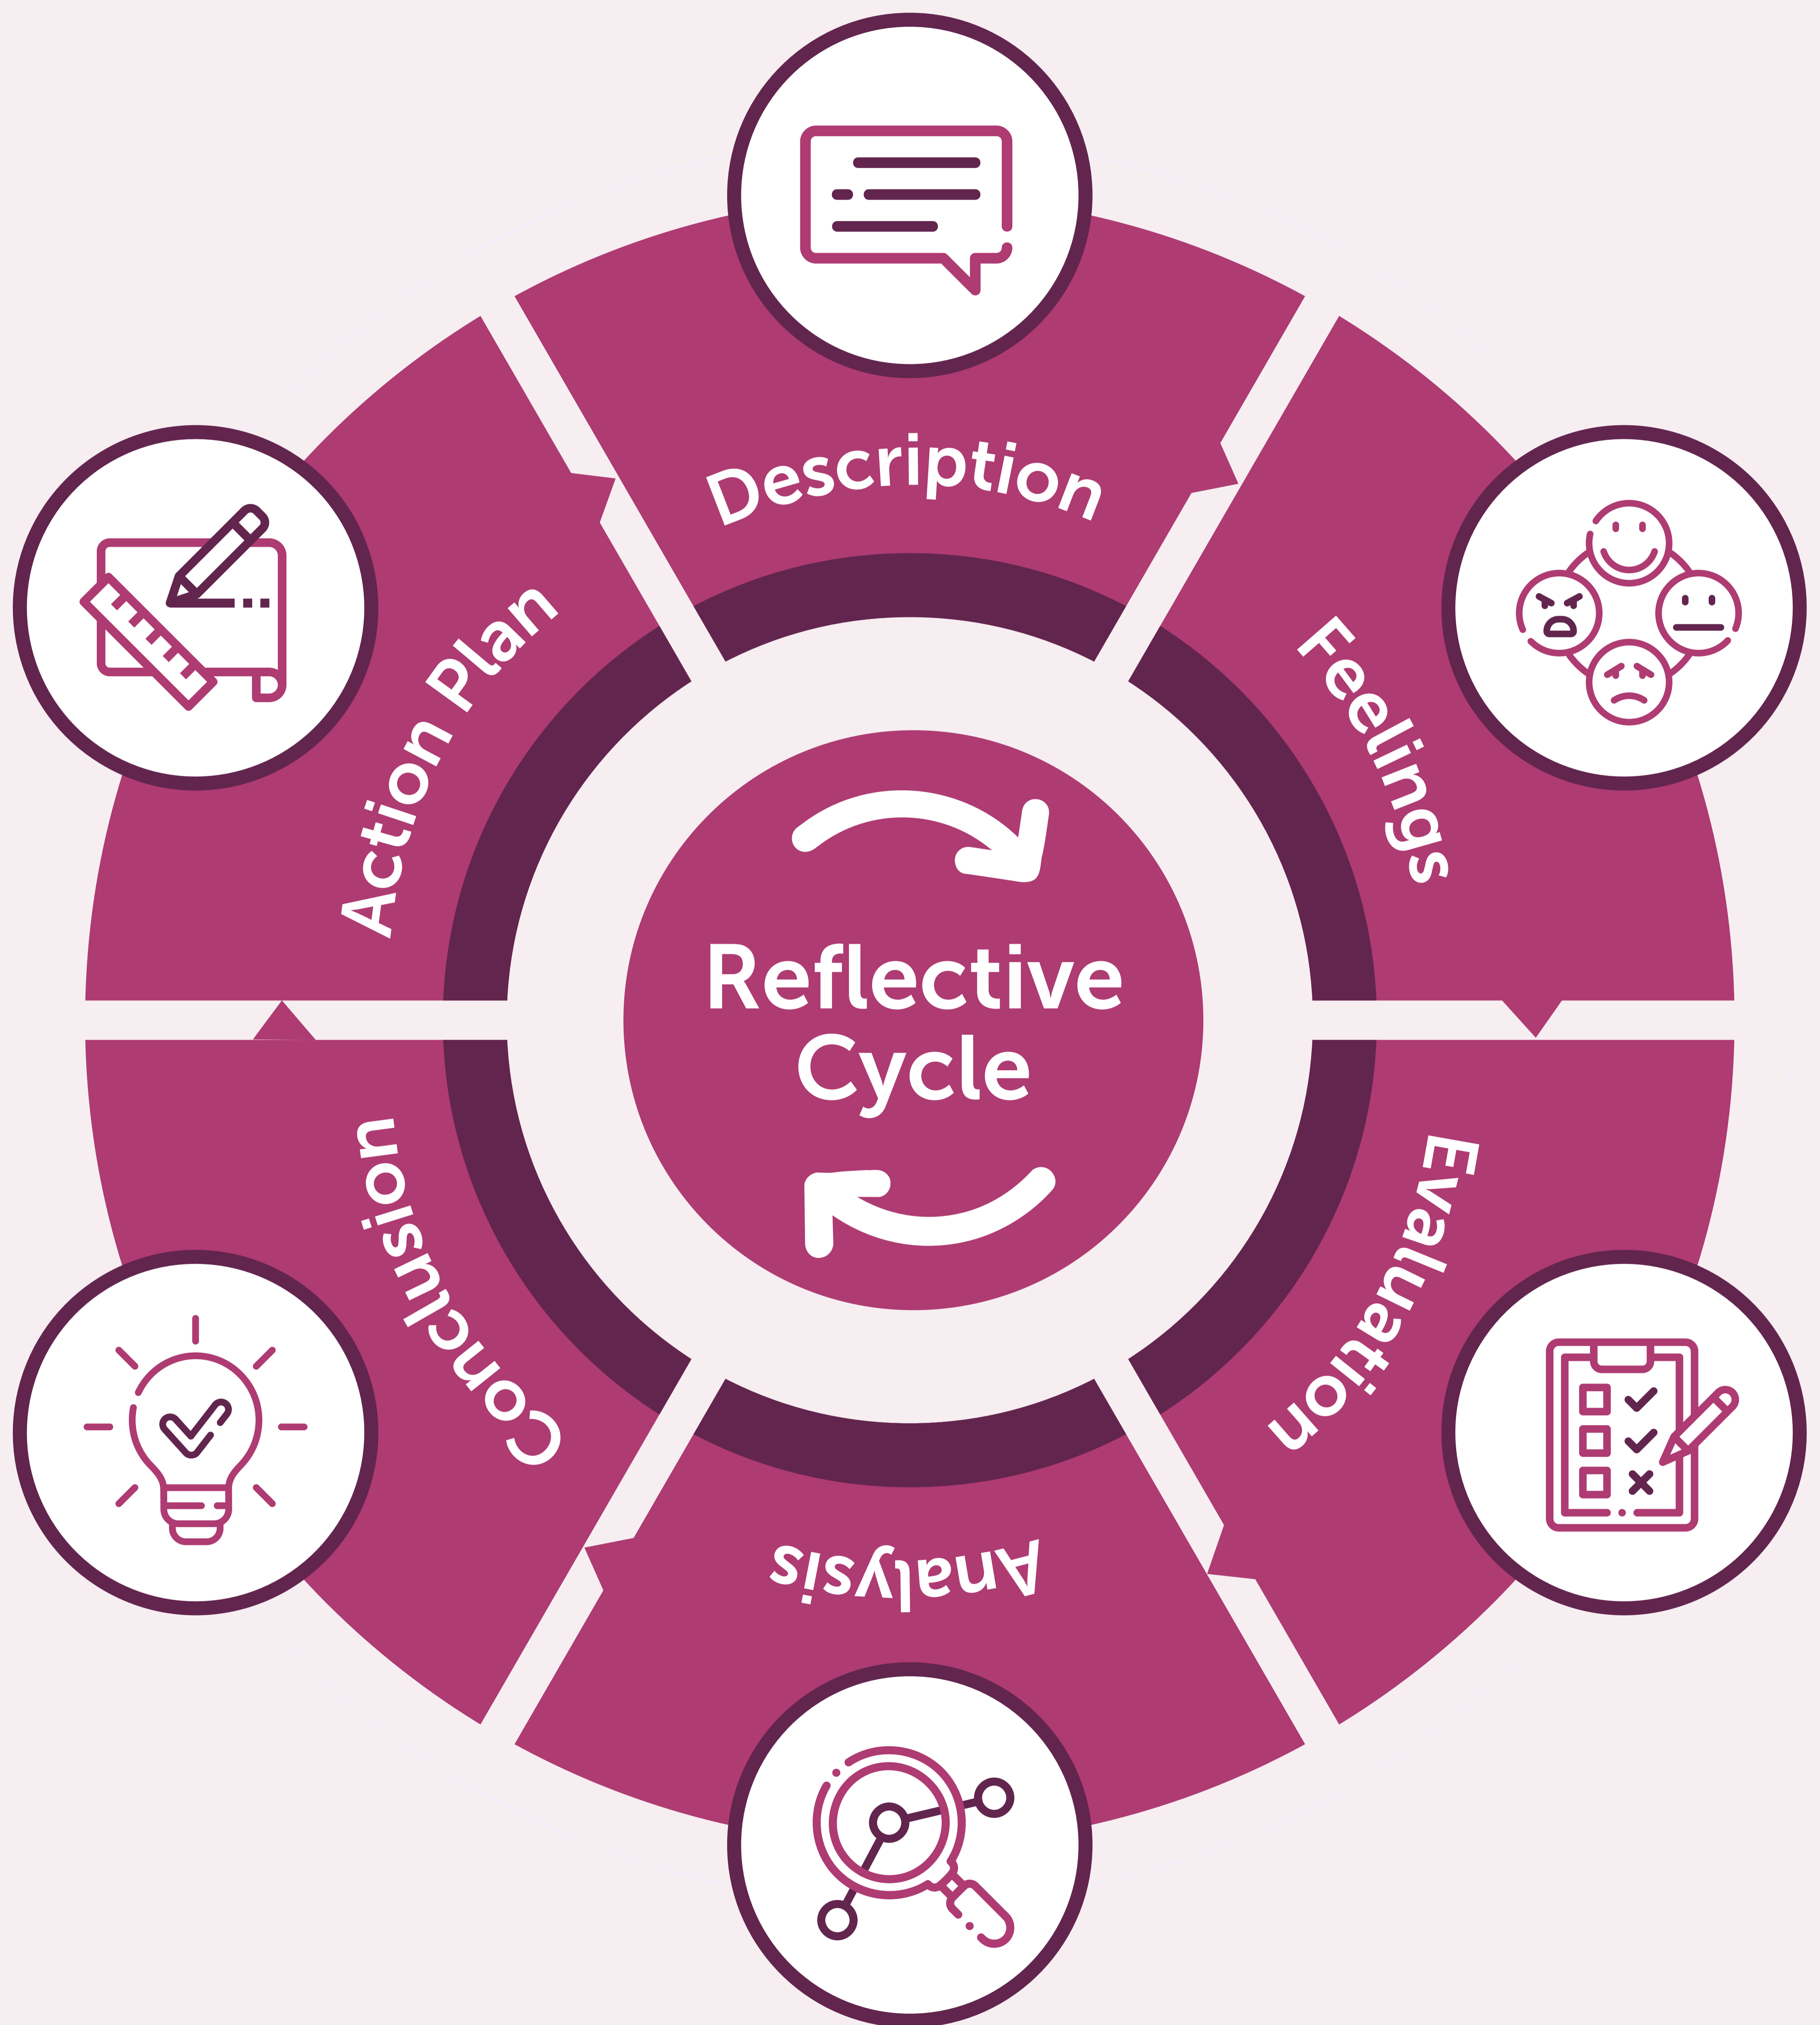 Description
Feelings
Evaluation
Analysis
Conclusion
Action Plan
Reflective
Cycle